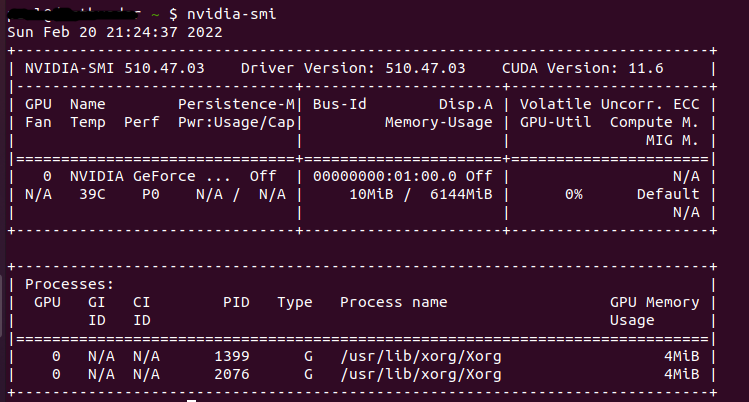 ~ $ nvidia-smi
Sun Feb 20 21:24:37 2022
+-----------------------------------------------------------------------------+
| NVIDIA-SMI 510.47.03    Driver Version: 510.47.03    CUDA Version: 11.6     |
|-------------------------------+----------------------+----------------------+
| GPU  Name        Persistence-M| Bus-Id        Disp.A | Volatile Uncorr. ECC |
| Fan  Temp  Perf  Pwr:Usage/Cap|         Memory-Usage | GPU-Util  Compute M. |
|                               |                      |               MIG M. |
|===============================+======================+======================|
|   0  NVIDIA GeForce ...  Off  | 00000000:01:00.0 Off |                  N/A |
| N/A   39C    P0    N/A /  N/A |     10MiB /  6144MiB |      0%      Default |
|                               |                      |                  N/A |
+-------------------------------+----------------------+----------------------+
+-----------------------------------------------------------------------------+
| Processes:                                                                  |
|  GPU   GI   CI        PID   Type   Process name                  GPU Memory |
|        ID   ID                                                   Usage      |
|=============================================================================|
|    0   N/A  N/A      1399      G   /usr/lib/xorg/Xorg                  4MiB |
|    0   N/A  N/A      2076      G   /usr/lib/xorg/Xorg                  4MiB |
+-----------------------------------------------------------------------------+